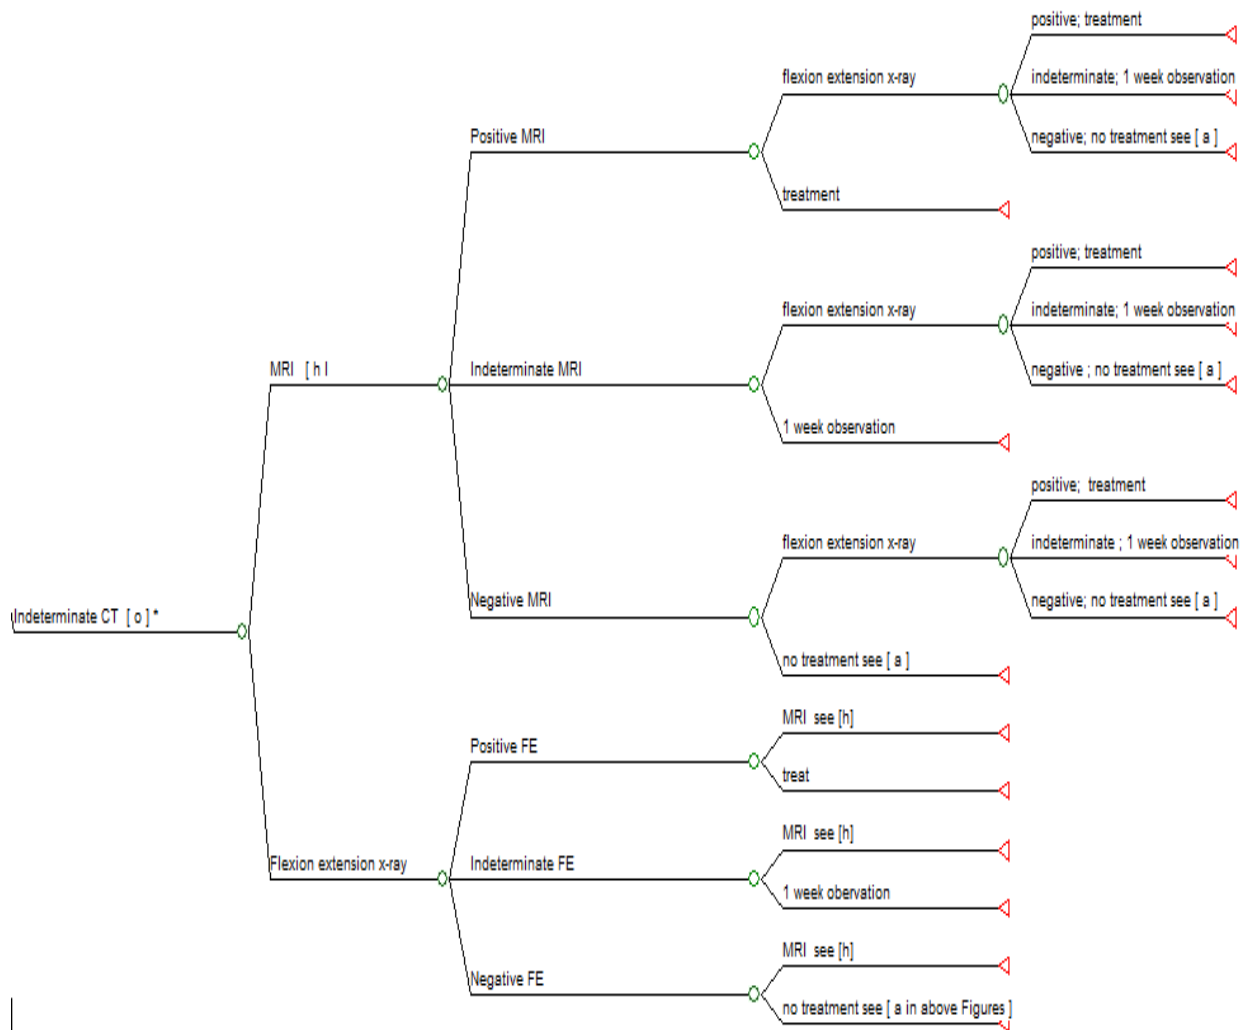 positive; treatment
flexion extension x-ray
indeterminate; 1 week observation
Positive MRI
negative; no treatment see [ a ]
treatment
positive; treatment
flexion extension x-ray
indeterminate; 1 week observation
MRI [ h I
Indeterminate MRI
negative ; no treatment see [ a ]
1 week observation
positive; treatment
flexion extension x-ray
indeterminate ; 1 week observation
Negative MRI
negative; no treatment see [ a ]
Indeterminate CT [ o ] *
no treatment see [ a ]
MRI see [h]
Positive FE
treat
MRI see [h]
Flexion extension x-ray
Indeterminate FE
1 week obervation
MRI see [h]
Negative FE
no treatment see [ a in above Figures ]